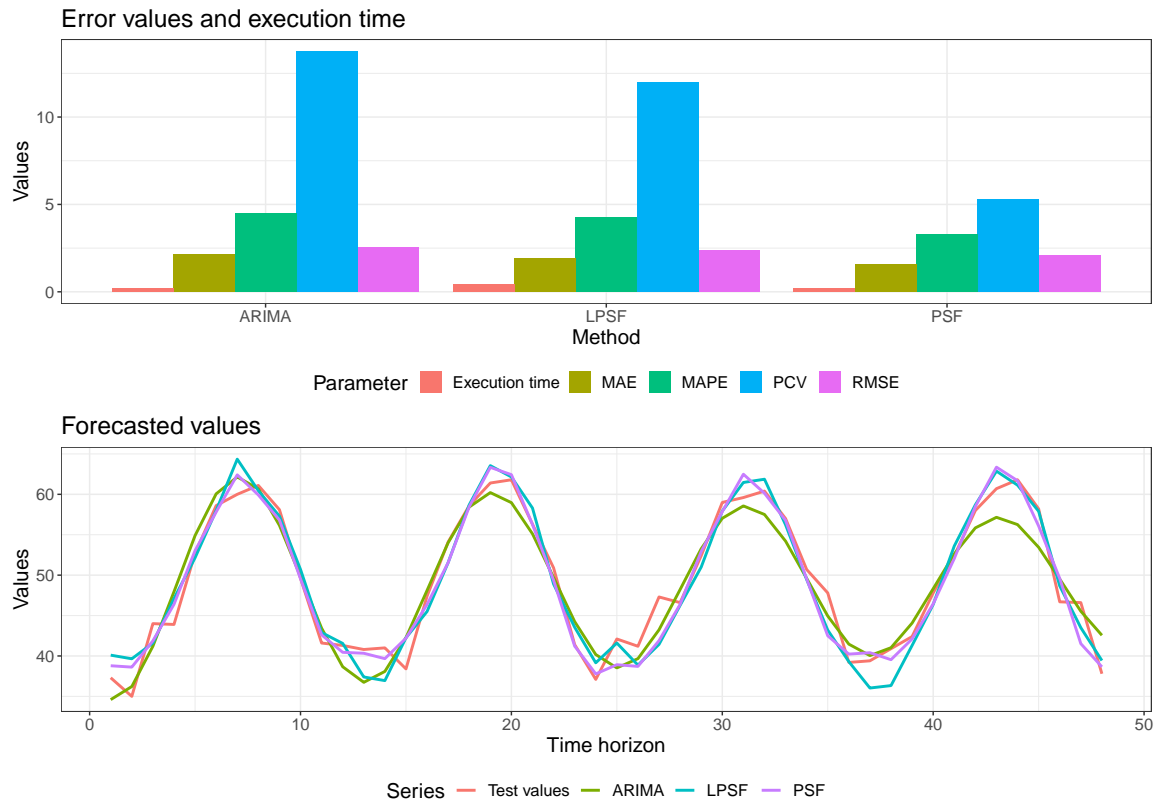 Error values and execution time
Values
10
5
0
ARIMA LPSF PSF
Method
Parameter Execution time MAE MAPE PCV RMSE
Forecasted values
Values
60
50
40
0 10 20 30 40 50
Time horizon
Series Test values ARIMA LPSF PSF